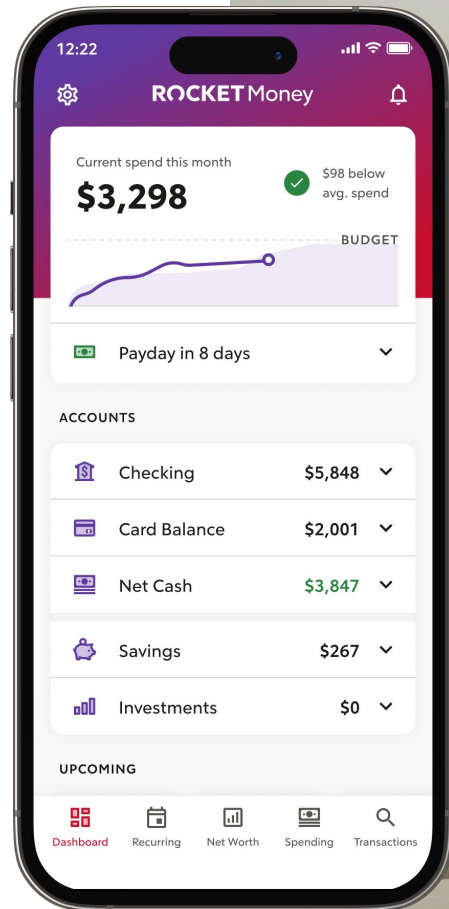 12:22
ROCKET Money
Current spend this month
$3,298
$98 below
avg. spend
BUDGET
Payday in 8 days
ACCOUNTS
Checking $5,848
Card Balance $2,001
Net Cash $3,847
Savings $267
Investments $0
UPCOMING
Dashboard Recurring Net Worth Spending Transactions